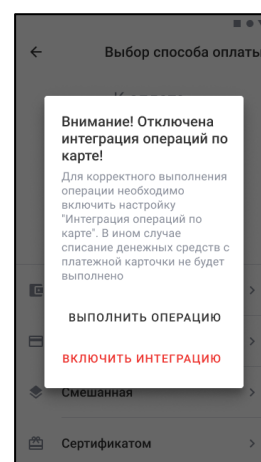 Выбор способа оплаты
Внимание! Отключена
интеграция операций по
карте!
Для корректного выполнения
операции необходимо
включить настройку
"Интеграция операций по
карте". В ином случае
списание денежных средств с
платежной карточки не будет
выполнено
ВЫПОЛНИТЬ ОПЕРАЦИЮ
ВКЛЮЧИТЬ ИНТЕГРАЦИЮ
Смешанная
Сертификатом